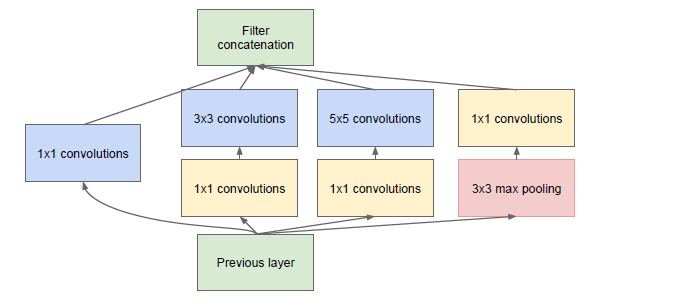 Filter
concatenation
3x3 convolutions
5x5 convolutions
1x1 convolutions
1x1 convolutions
1x1 convolutions
1x1 convolutions
3x3 max pooling
Previous layer